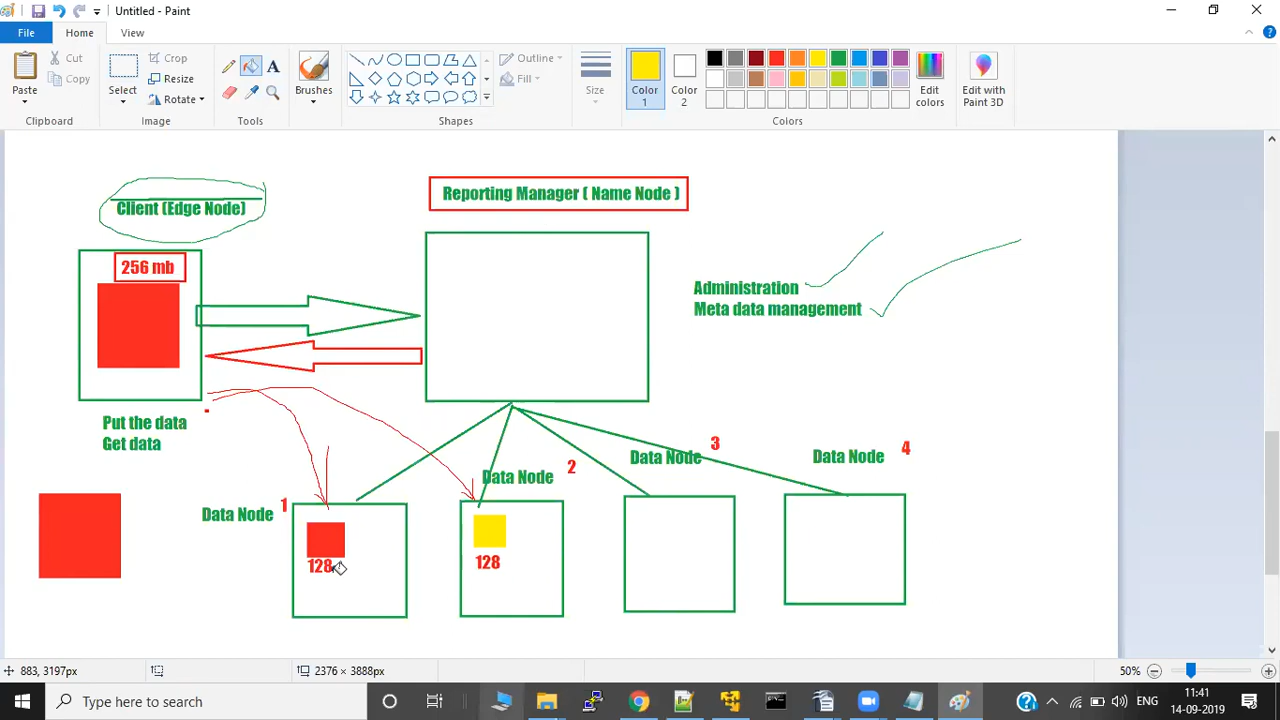 Untitled - Paint
File
Home
View
Paste
Cut
Copy
Clipboard
Select
Crop
Resize
Rotate
Image
A
Tools
Brushes
Shapes
Outline
Fill
Size
Color
1
Color
2
Colors
Edit
colors
Edit with
Paint 3D
Client (Edge Node)
Reporting Manager ( Name Node )
256 mb
Administration
Meta data management
Put the data
Get data
Data Node 1
Data Node 2
Data Node 3
Data Node 4
128
128
883, 3197px
2376 × 3888px
50%
Type here to search
ENG
11:41
14-09-2019